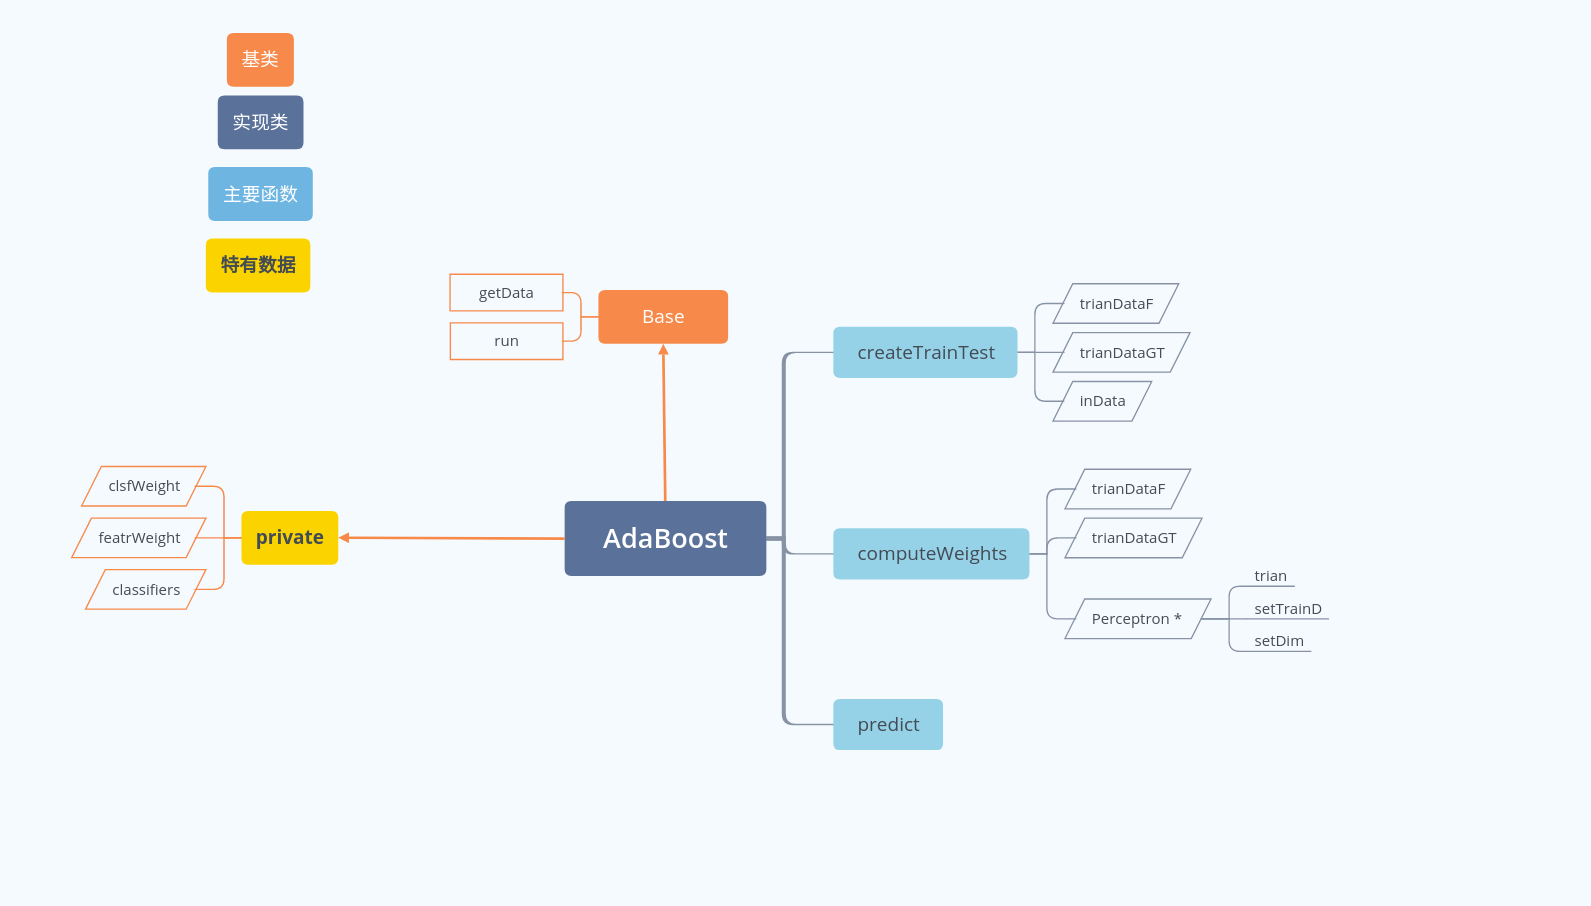 基类
实现类
主要函数
特有数据
getData
run
Base
createTrainTest
trianDataF
trianDataGT
inData
clsfWeight
featrWeight
classifiers
private
AdaBoost
computeWeights
trianDataF
trianDataGT
Perceptron *
trian
setTrainD
setDim
predict